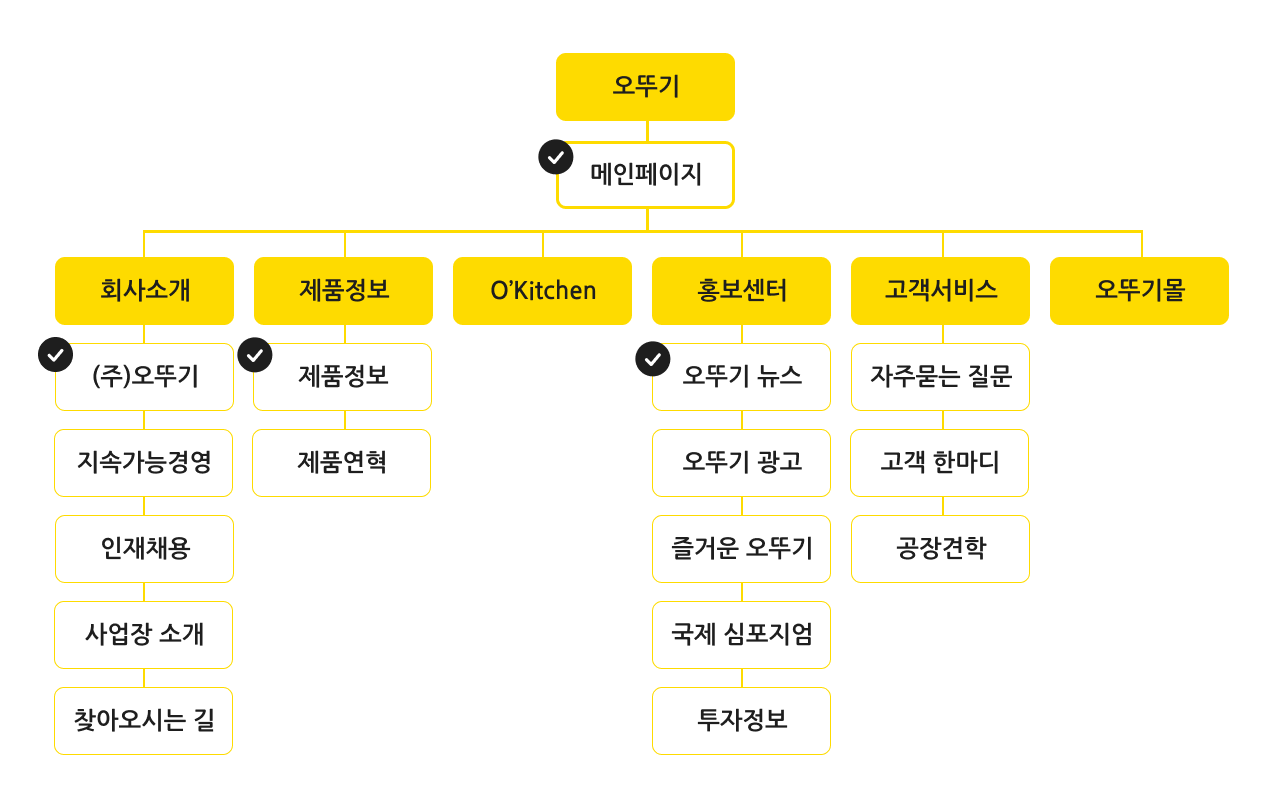 오뚜기
메인페이지
회사소개
제품정보
O’Kitchen
홍보센터
고객서비스
오뚜기몰
(주)오뚜기
제품정보
오뚜기 뉴스
자주묻는 질문
지속가능경영
제품연혁
오뚜기 광고
고객 한마디
인재채용
즐거운 오뚜기
공장견학
사업장 소개
국제 심포지엄
찾아오시는 길
투자정보